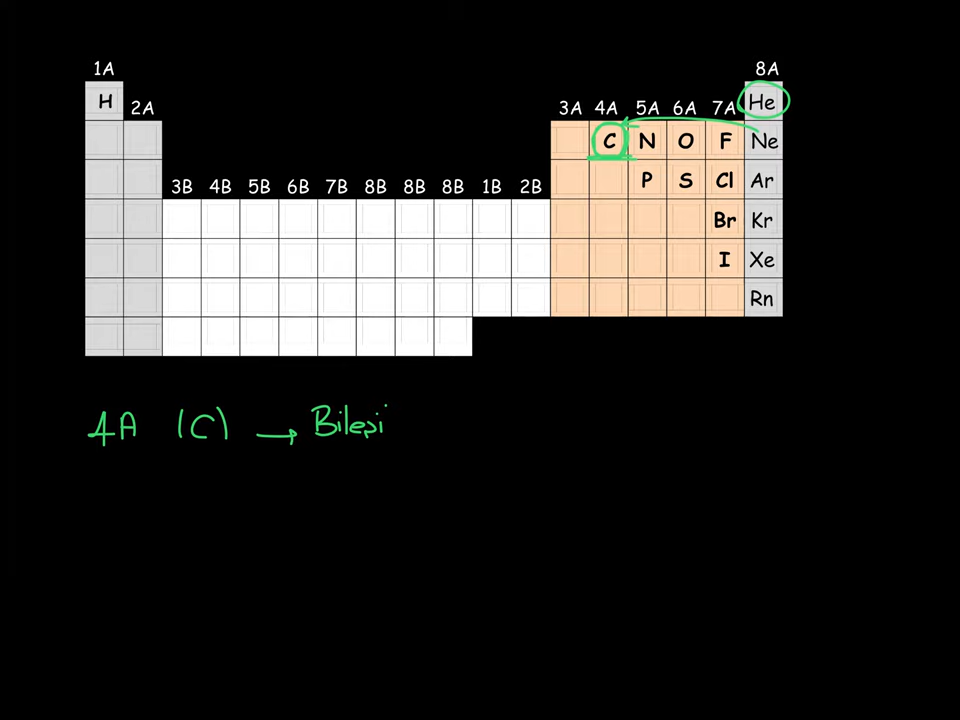 1A 8A
H 2A 3A 4A 5A 6A 7A He
C N O F Ne
3B 4B 5B 6B 7B 8B 8B 8B 1B 2B P S Cl Ar
Br Kr
I Xe
Rn
4A (C) → Bileşi